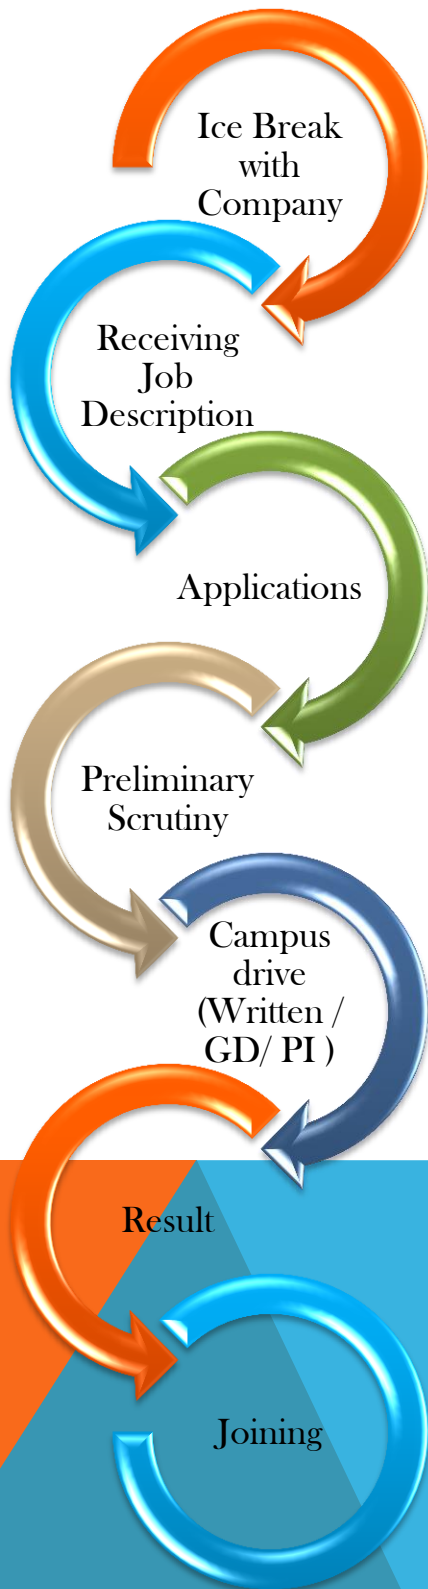 Ice Break
with
Company
Receiving
Job
Description
Applications
Preliminary
Scrutiny
Campus
drive
(Written /
GD/ PI )
Result
Joining